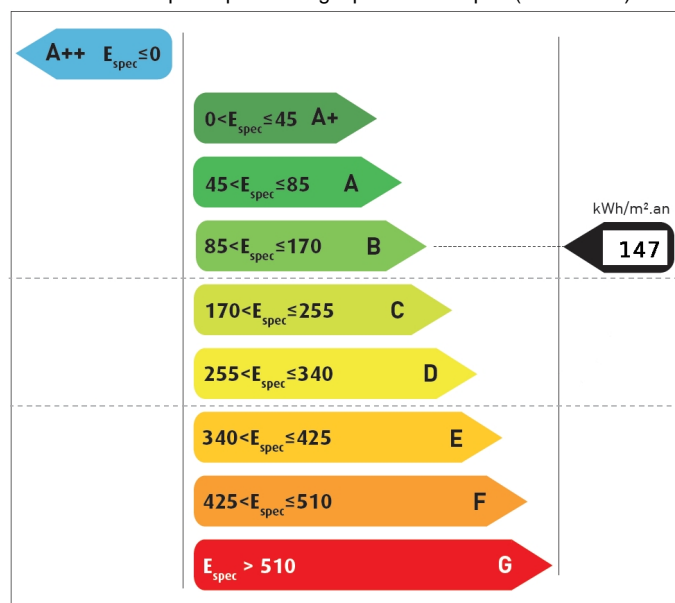 A++ Espec≤0
0<Espec≤45 A+
45<Espec≤85 A
kWh/m².an
85<Espec≤170 B
147
170<Espec≤255 C
255<Espec≤340 D
340<Espec≤425 E
425<Espec≤510 F
Espec > 510 G